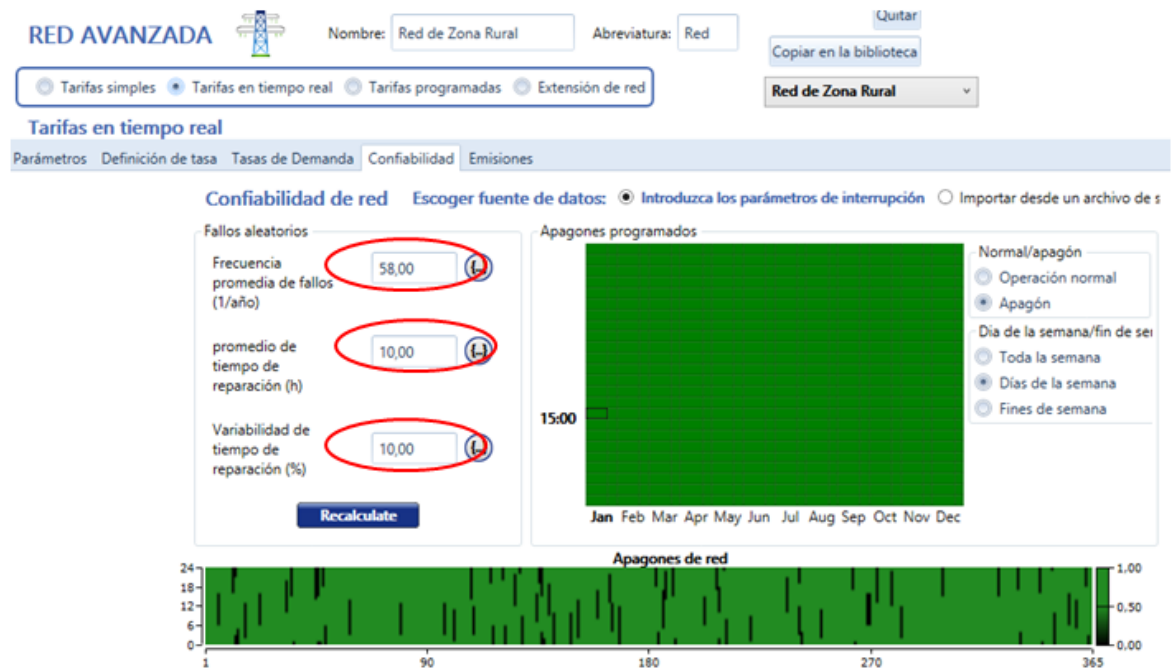 Quitar
RED AVANZADA
Nombre: Red de Zona Rural
Abreviatura: Red
Copiar en la biblioteca
Tarifas simples Tarifas en tiempo real Tarifas programadas Extensión de red
Red de Zona Rural
Tarifas en tiempo real
Parámetros Definición de tasa Tasas de Demanda Confiabilidad Emisiones
Confiabilidad de red Escoger fuente de datos: Introduzca los parámetros de interrupción Importar desde un archivo de s
Fallos aleatorios
Frecuencia
promedia de fallos
(1/año)
58,00
{..}
promedio de
tiempo de
reparación (h)
10,00
{..}
Variabilidad de
tiempo de
reparación (%)
10,00
{..}
Recalculate
Apagones programados
15:00
Jan Feb Mar Apr May Jun Jul Aug Sep Oct Nov Dec
Normal/apagón
Operación normal
Apagón
Dia de la semana/fin de se
Toda la semana
Días de la semana
Fines de semana
Apagones de red
24
18
12
6
0
1 90 180 270 365
1.00
0.50
0.00